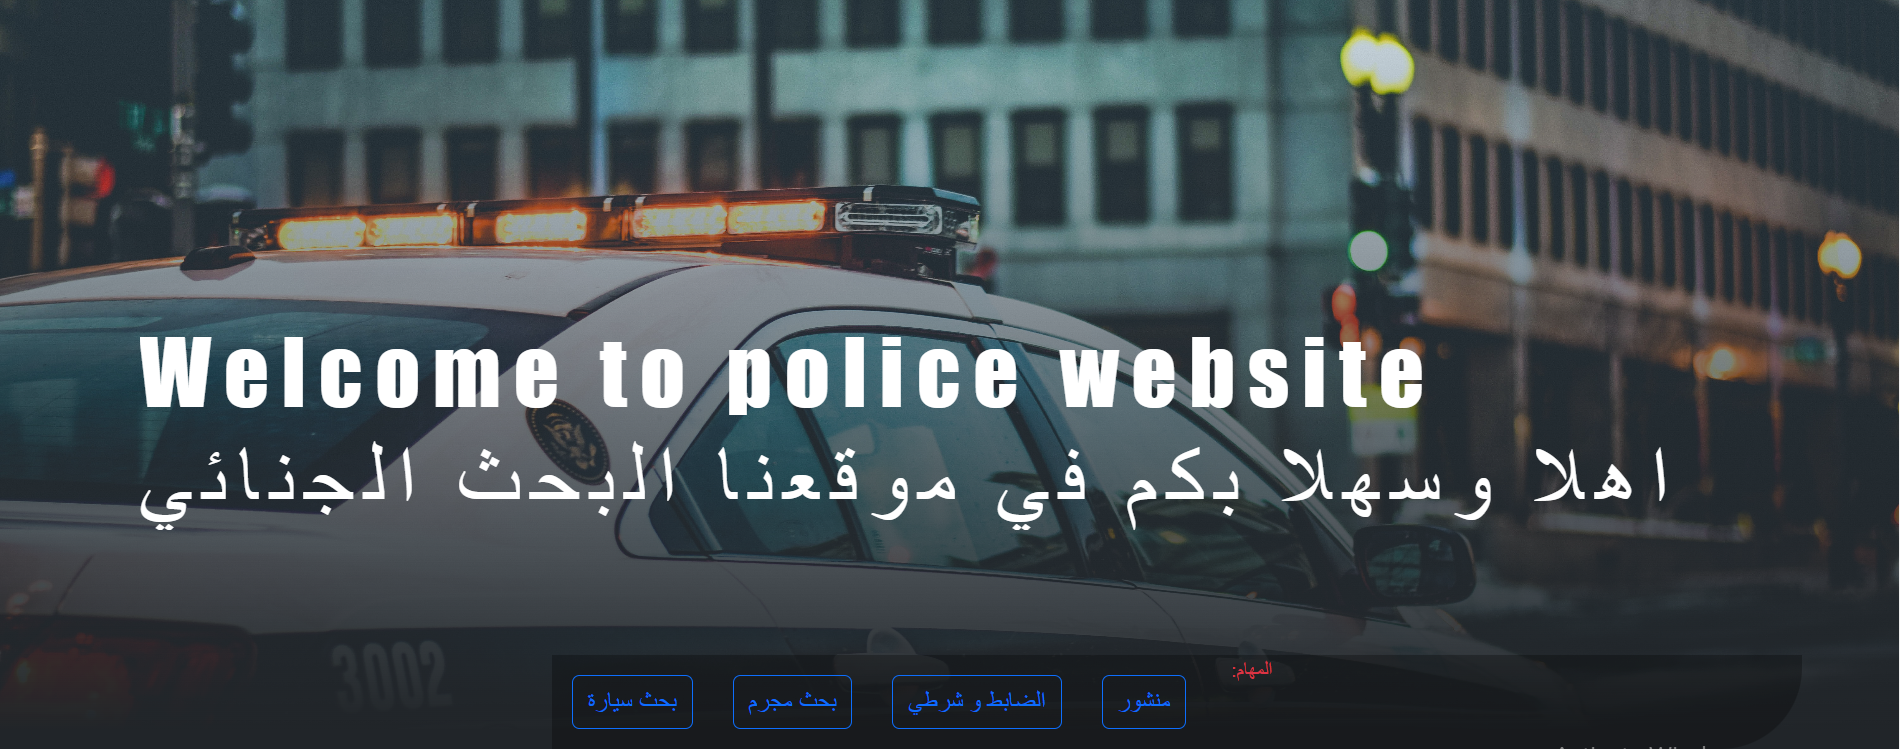 Welcome to police website
اهلا وسهلا بكم في موقعنا البحث الجنائي
3002
المهام:
منشور
الضابط و شرطي
بحث مجرم
بحث سيارة